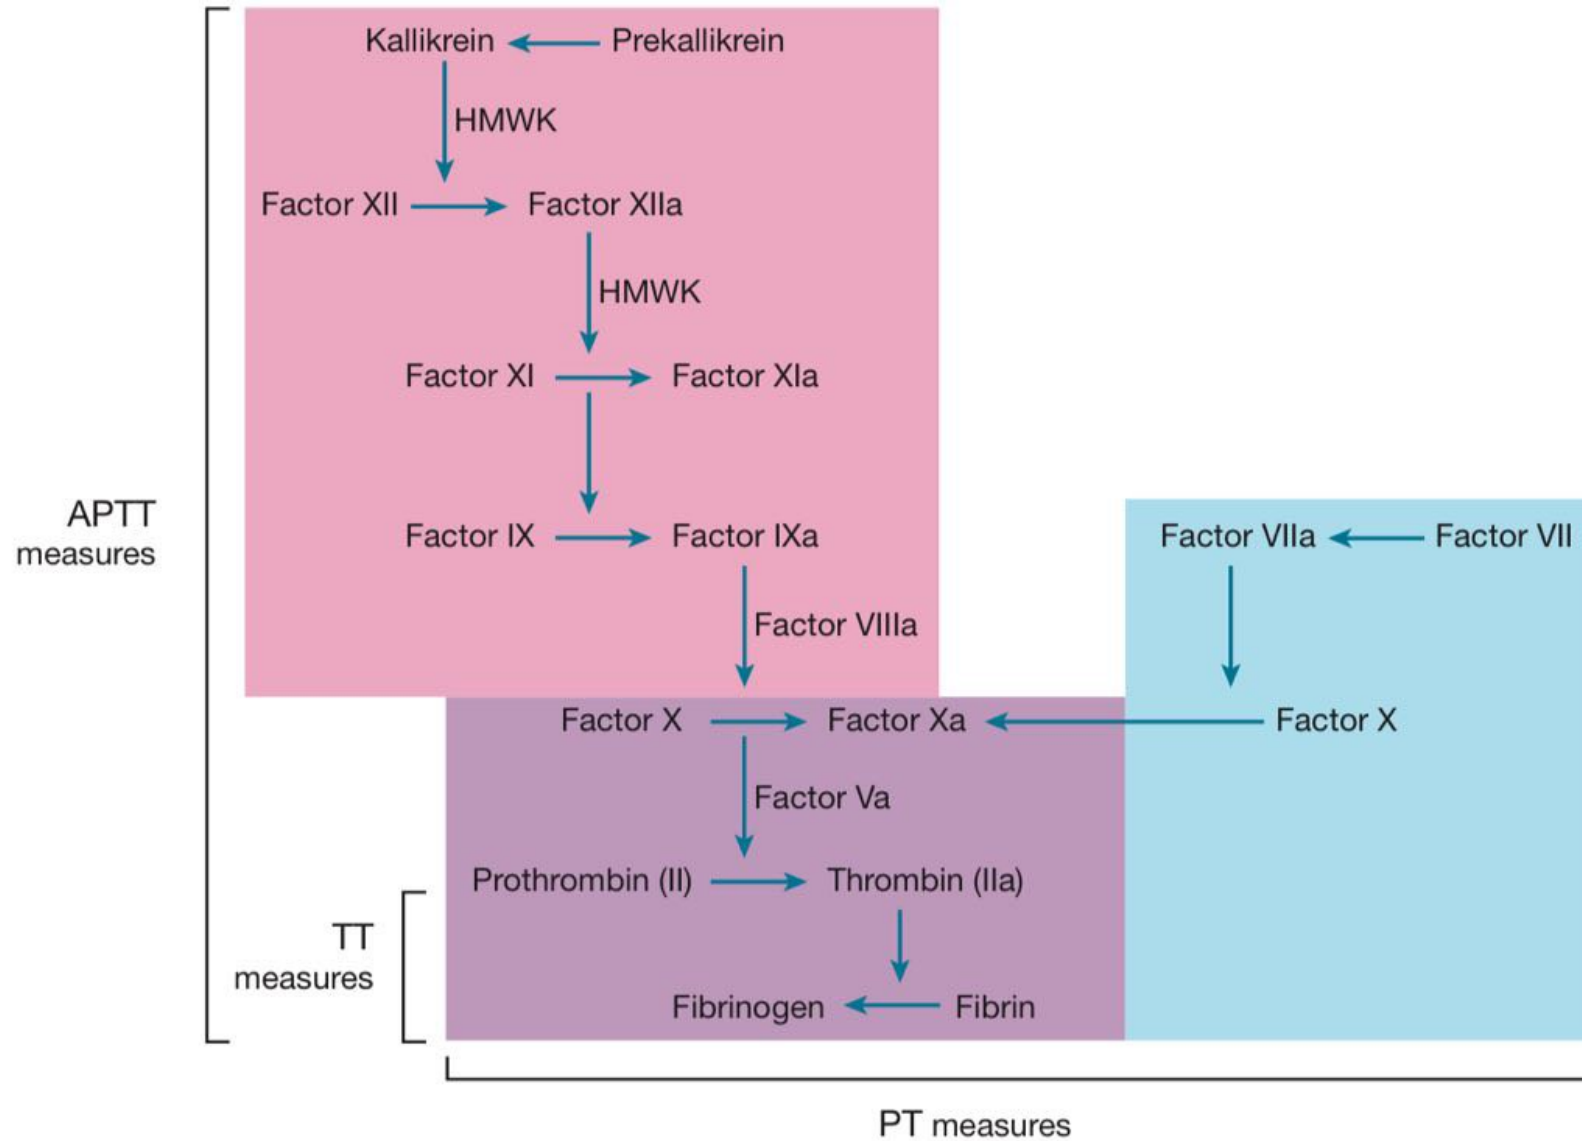 Kallikrein Prekallikrein
HMWK
Factor XII Factor XIIa
HMWK
Factor XI Factor XIa
APTT
measures
Factor IX Factor IXa Factor VIIa Factor VII
Factor VIIIa
Factor X Factor Xa Factor X
Factor Va
Prothrombin (II) Thrombin (IIa)
TT
measures
Fibrinogen Fibrin
PT measures